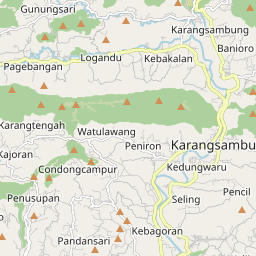 Gunungsari
Karangsambung
Banioro
Logandu
Kebakalan
Pagebangan
Karangtengah
Watulawang
Peniron
Karangsambu
Kajoran
Kedungwaru
Condongcampur
Pencil
Penusupan
Seling
Kebagoran
Pandansari